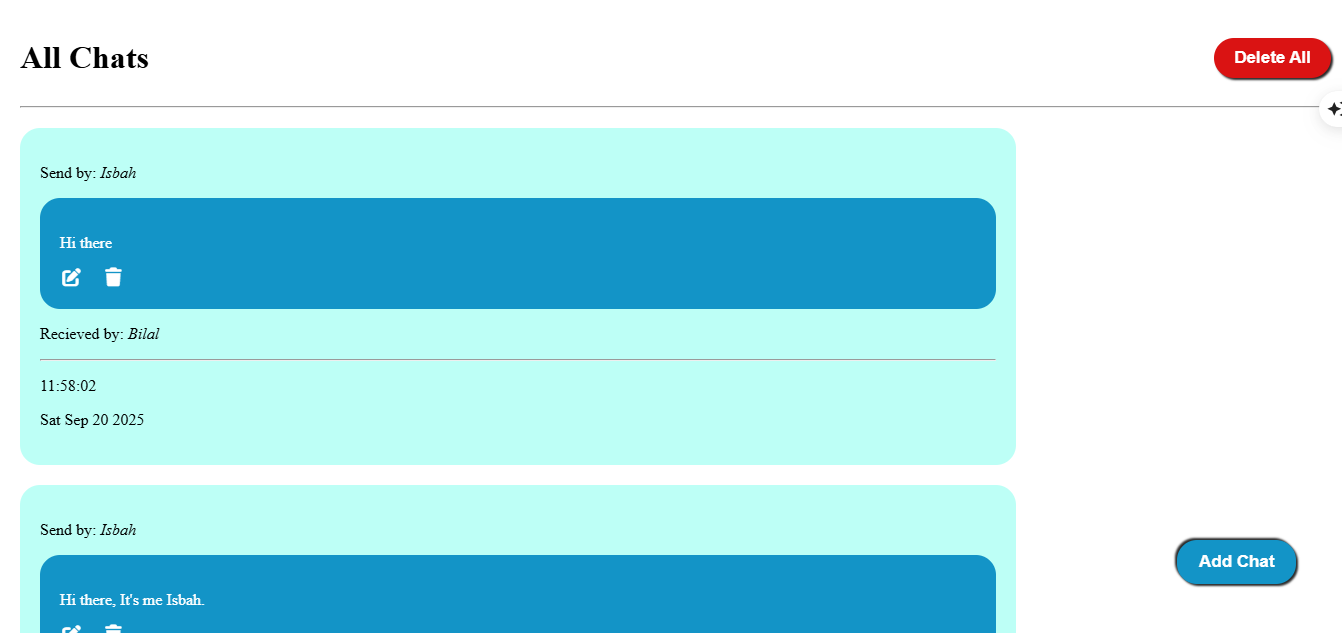 All Chats
Delete All
Send by: Isbah
Hi there
Recieved by: Bilal
11:58:02
Sat Sep 20 2025
Send by: Isbah
Hi there, It's me Isbah.
Add Chat